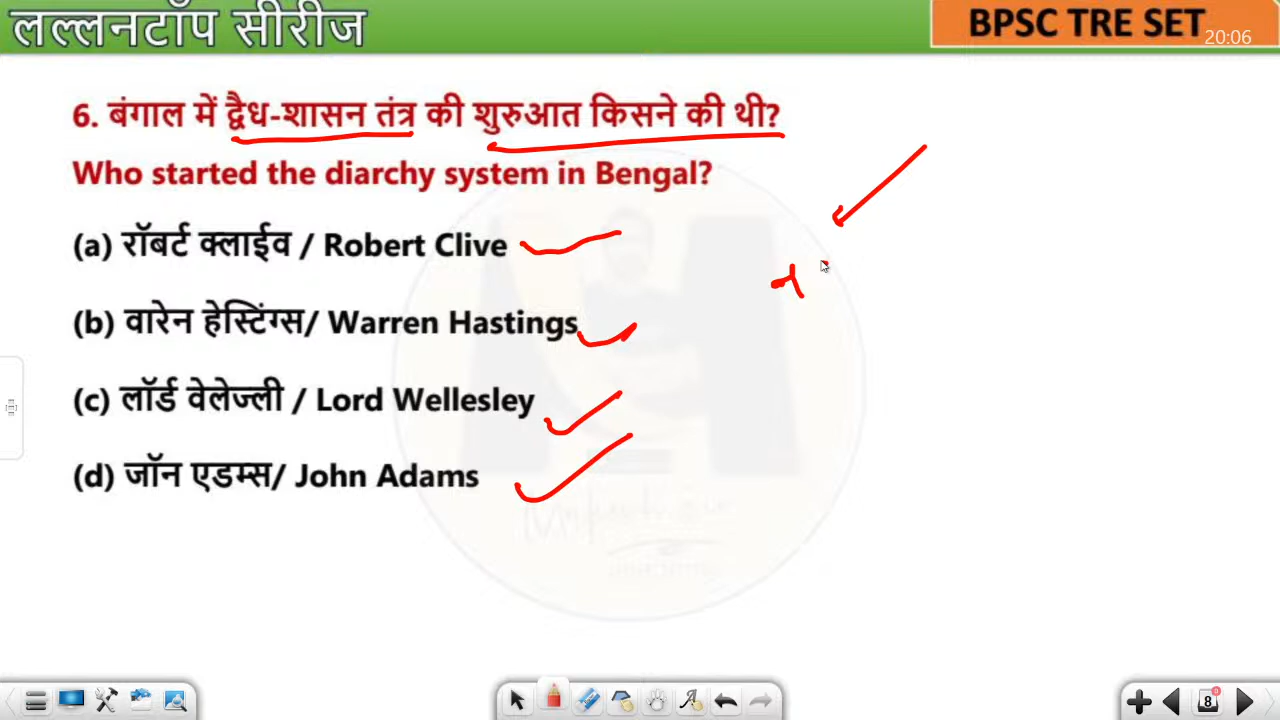 लल्लनटॉप सीरीज
BPSC TRE SET
20:06
6. बंगाल में द्वैध-शासन तंत्र की शुरुआत किसने की थी?
Who started the diarchy system in Bengal?
(a) रॉबर्ट क्लाईव / Robert Clive
(b) वारेन हेस्टिंग्स/ Warren Hastings
(c) लॉर्ड वेलेज्ली / Lord Wellesley
(d) जॉन एडम्स/ John Adams
8